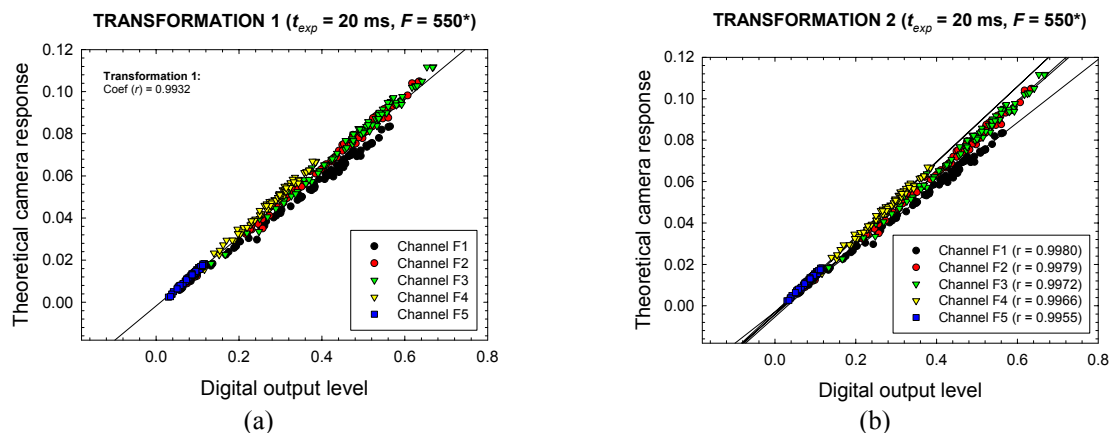 TRANSFORMATION 1 (t_exp = 20 ms, F = 550*)
Theoretical camera response
0.12
0.10
0.08
0.06
0.04
0.02
0.00
Transformation 1:
Coef (r) = 0.9932
Channel F1
Channel F2
Channel F3
Channel F4
Channel F5
0.0 0.2 0.4 0.6 0.8
Digital output level
(a)
TRANSFORMATION 2 (t_exp = 20 ms, F = 550*)
Theoretical camera response
0.12
0.10
0.08
0.06
0.04
0.02
0.00
Channel F1 (r = 0.9980)
Channel F2 (r = 0.9979)
Channel F3 (r = 0.9972)
Channel F4 (r = 0.9966)
Channel F5 (r = 0.9955)
0.0 0.2 0.4 0.6 0.8
Digital output level
(b)